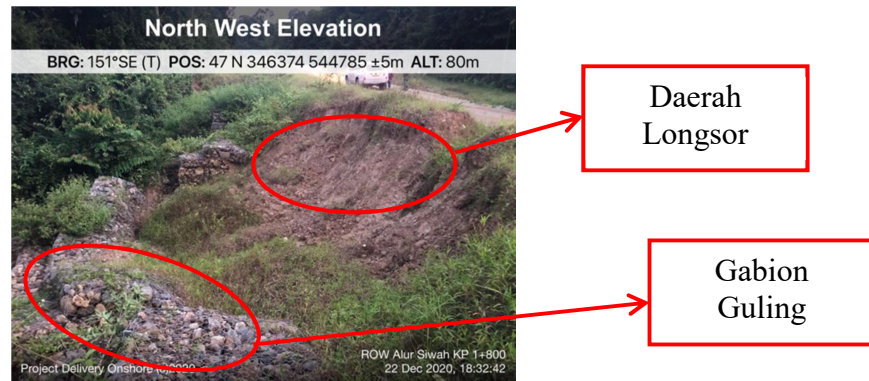 North West Elevation
BRG: 151°SE (T) POS: 47 N 346374 544785 ±5m ALT: 80m
Daerah
Longsor
Gabion
Guling
ROW Alur Siwah KP 1+800
Project Delivery Onshore (c)2020
22 Dec 2020, 18:32:42